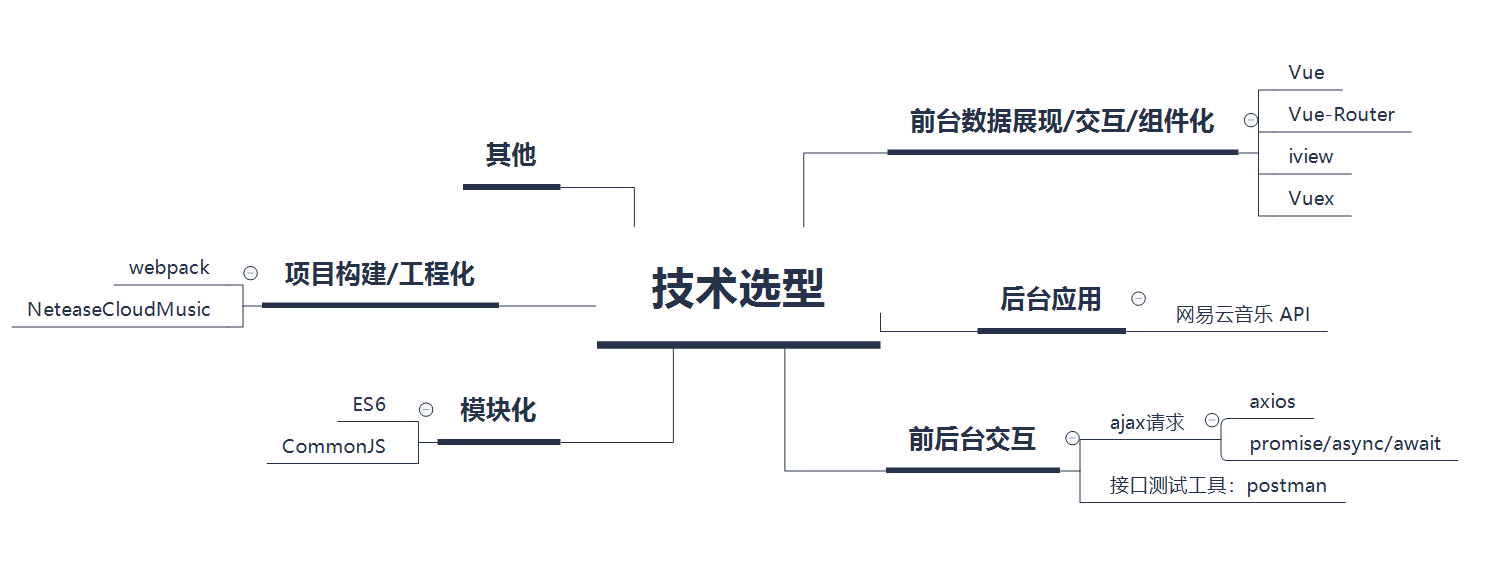 技术选型
前台数据展现/交互/组件化
Vue
Vue-Router
iview
Vuex
后台应用
网易云音乐 API
前后台交互
ajax请求
axios
promise/async/await
接口测试工具：postman
其他
项目构建/工程化
webpack
NeteaseCloudMusic
模块化
ES6
CommonJS